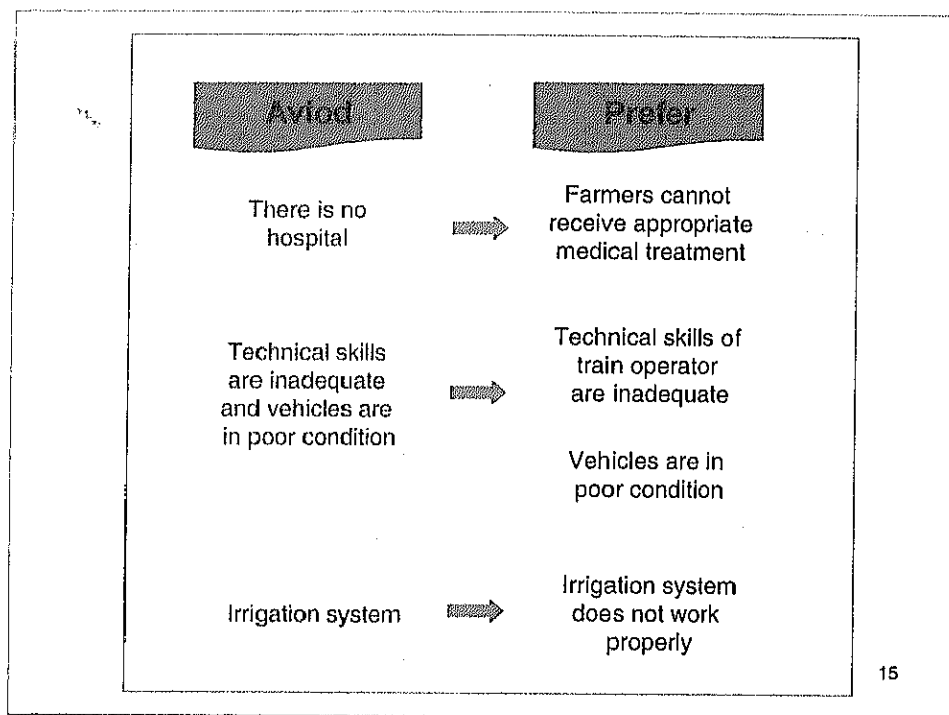 Aviod
Prefer
There is no
hospital
Farmers cannot
receive appropriate
medical treatment
Technical skills
are inadequate
and vehicles are
in poor condition
Technical skills of
train operator
are inadequate
Vehicles are in
poor condition
Irrigation system
Irrigation system
does not work
properly
15